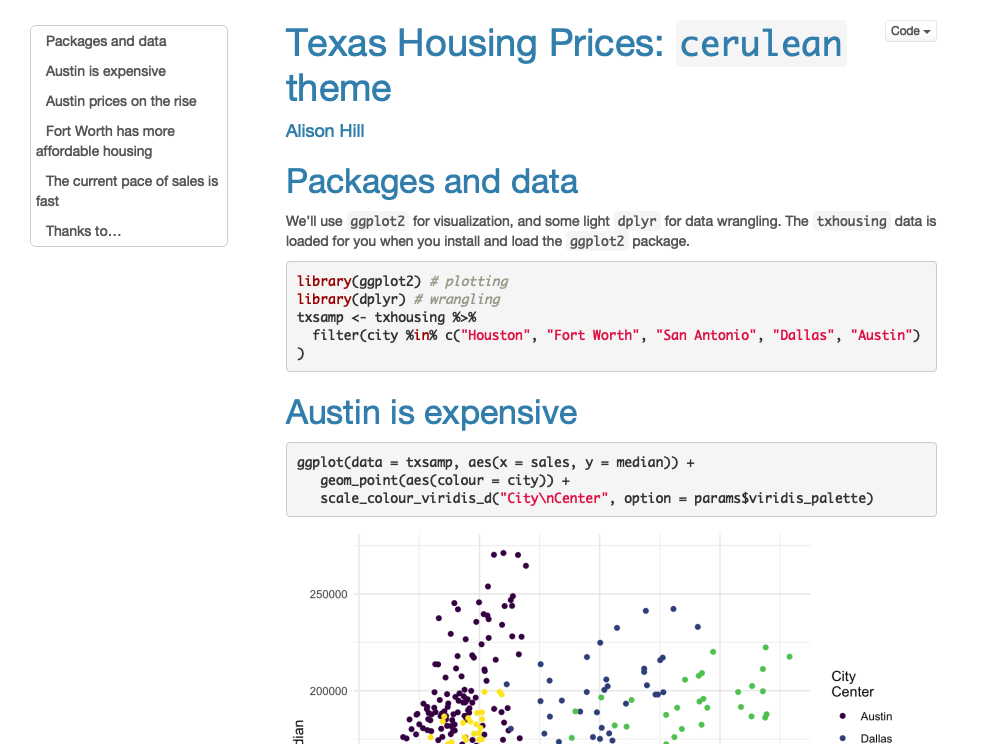 Packages and data
Austin is expensive
Austin prices on the rise
Fort Worth has more
affordable housing
The current pace of sales is
fast
Thanks to…
Code
Texas Housing Prices: cerulean
theme
Alison Hill
Packages and data
We’ll use ggplot2 for visualization, and some light dplyr for data wrangling. The txhousing data is
loaded for you when you install and load the ggplot2 package.
library(ggplot2) # plotting
library(dplyr) # wrangling
txsamp <- txhousing %>%
  filter(city %in% c("Houston", "Fort Worth", "San Antonio", "Dallas", "Austin")
)
Austin is expensive
ggplot(data = txsamp, aes(x = sales, y = median)) +
   geom_point(aes(colour = city)) +
   scale_colour_viridis_d("City\nCenter", option = params$viridis_palette)
250000
200000
City
Center
Austin
Dallas